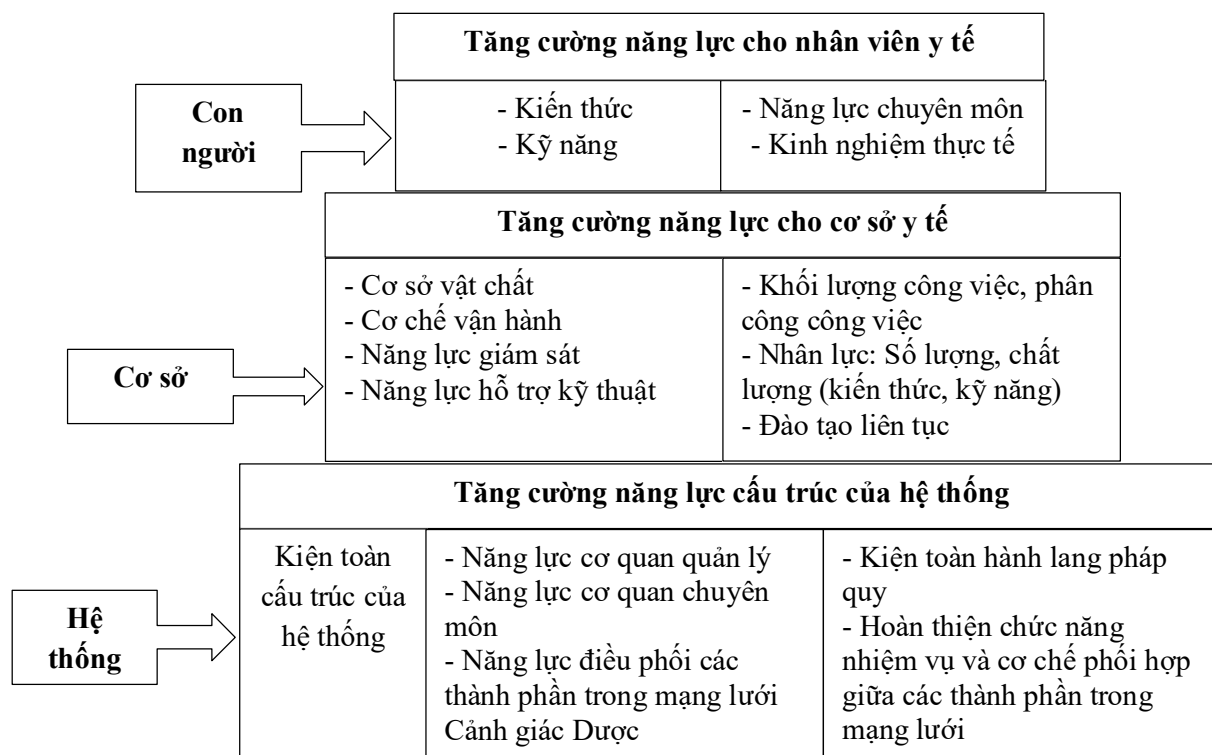 Tăng cường năng lực cho nhân viên y tế
Con
người
- Kiến thức
- Kỹ năng
- Năng lực chuyên môn
- Kinh nghiệm thực tế
Tăng cường năng lực cho cơ sở y tế
Cơ sở
- Cơ sở vật chất
- Cơ chế vận hành
- Năng lực giám sát
- Năng lực hỗ trợ kỹ thuật
- Khối lượng công việc, phân
công công việc
- Nhân lực: Số lượng, chất
lượng (kiến thức, kỹ năng)
- Đào tạo liên tục
Tăng cường năng lực cấu trúc của hệ thống
Hệ
thống
Kiện toàn
cấu trúc của
hệ thống
- Năng lực cơ quan quản lý
- Năng lực cơ quan chuyên
môn
- Năng lực điều phối các
thành phần trong mạng lưới
Cảnh giác Dược
- Kiện toàn hành lang pháp
quy
- Hoàn thiện chức năng
nhiệm vụ và cơ chế phối hợp
giữa các thành phần trong
mạng lưới